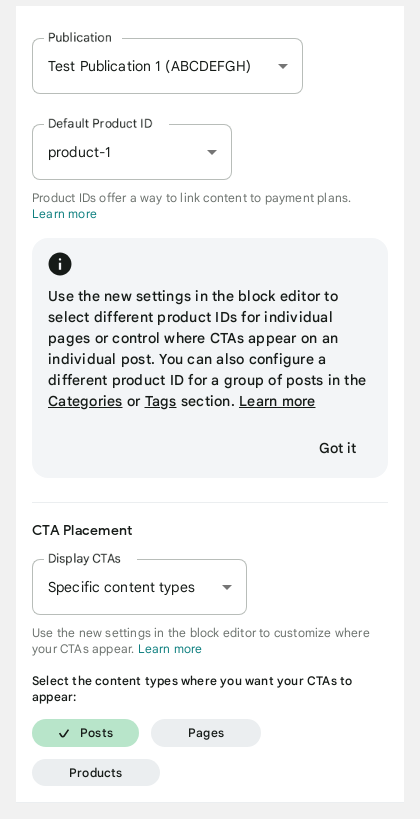 Publication
Test Publication 1 (ABCDEFGH)
Default Product ID
product-1
Product IDs offer a way to link content to payment plans.
Learn more
Use the new settings in the block editor to
select different product IDs for individual
pages or control where CTAs appear on an
individual post. You can also configure a
different product ID for a group of posts in the
Categories or Tags section. Learn more
Got it
CTA Placement
Display CTAs
Specific content types
Use the new settings in the block editor to customize where
your CTAs appear. Learn more
Select the content types where you want your CTAs to
appear:
Posts Pages
Products